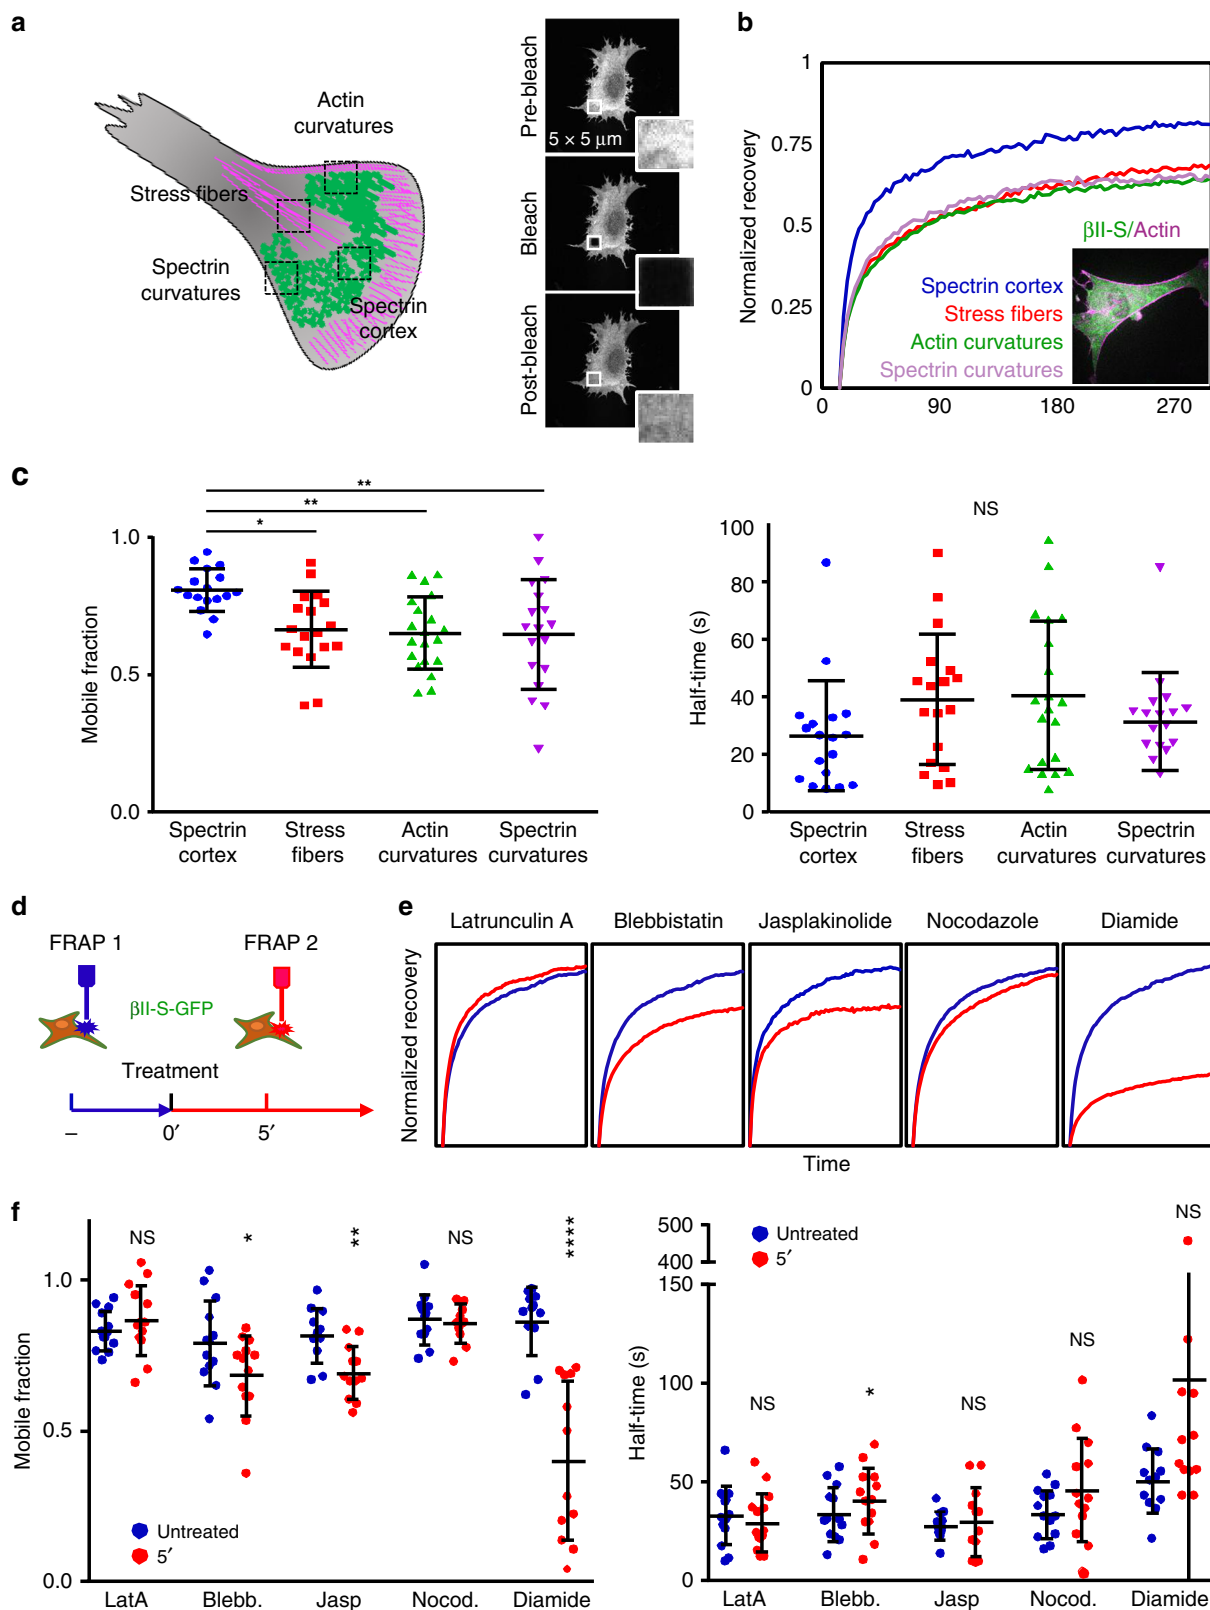 a
Actin
curvatures
Stress fibers
Spectrin
curvatures
Spectrin
cortex
Pre-bleach
5 × 5 µm
Bleach
Post-bleach
b
Normalized recovery
1
0.75
0.5
0.25
0
βII-S/Actin
Spectrin cortex
Stress fibers
Actin curvatures
Spectrin curvatures
0
90
180
270
c
Mobile fraction
1.0
0.5
0.0
*
**
**
Spectrin
cortex
Stress
fibers
Actin
curvatures
Spectrin
curvatures
Half-time (s)
100
80
60
40
20
0
NS
Spectrin
cortex
Stress
fibers
Actin
curvatures
Spectrin
curvatures
d
FRAP 1
FRAP 2
βII-S-GFP
Treatment
–
0′
5′
e
Normalized recovery
Latrunculin A
Blebbistatin
Jasplakinolide
Nocodazole
Diamide
Time
f
Mobile fraction
1.0
0.5
0.0
NS
*
**
NS
****
Untreated
5′
LatA
Blebb.
Jasp
Nocod.
Diamide
Half-time (s)
500
400
150
100
50
0
Untreated
5′
NS
*
NS
NS
NS
LatA
Blebb.
Jasp
Nocod.
Diamide